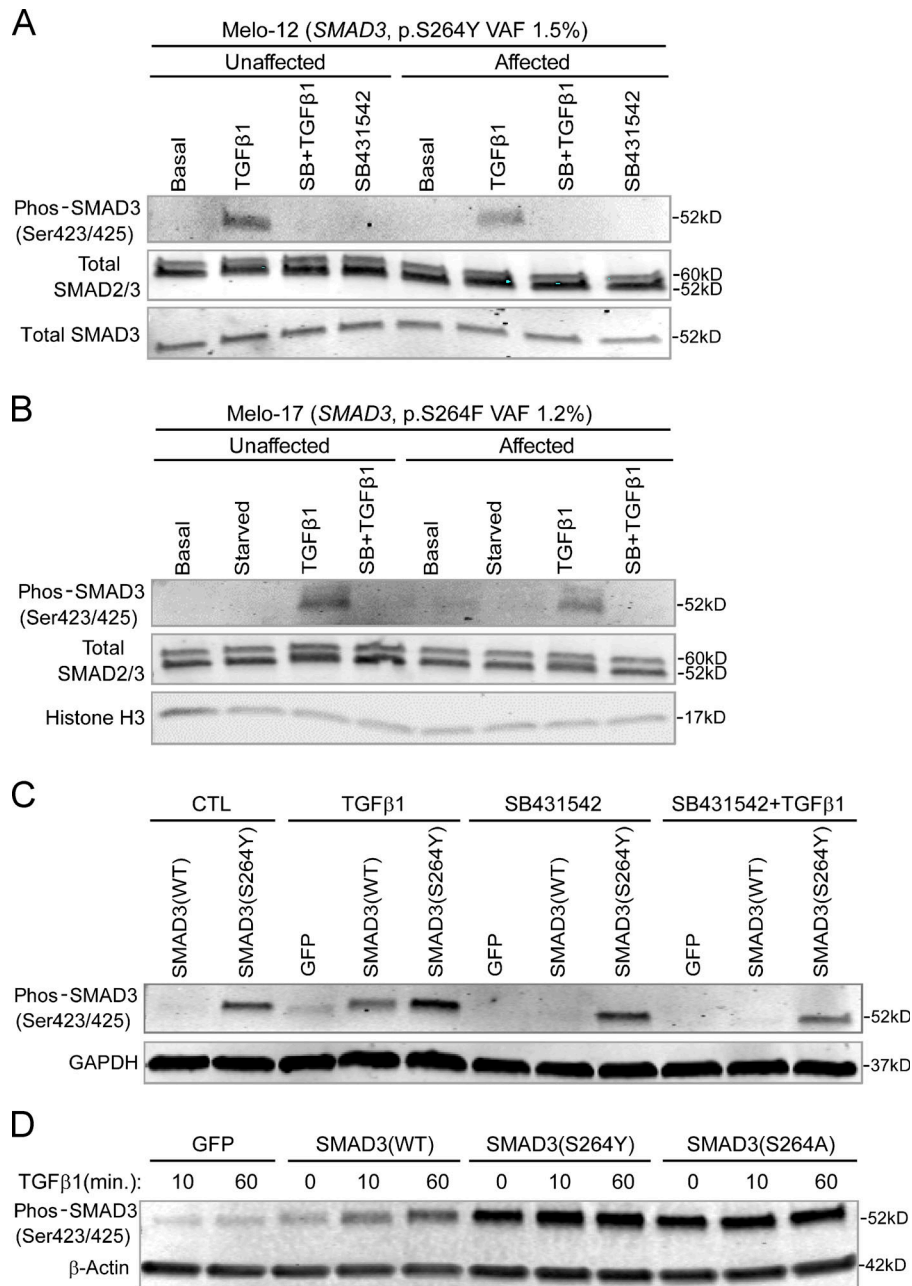 A
Melo-12 (SMAD3, p.S264Y VAF 1.5%)
Unaffected Affected
Basal TGFβ1 SB+TGFβ1 SB431542 Basal TGFβ1 SB+TGFβ1 SB431542
Phos-SMAD3
(Ser423/425)
-52kD
Total
SMAD2/3
-60kD
-52kD
Total SMAD3 -52kD
B
Melo-17 (SMAD3, p.S264F VAF 1.2%)
Unaffected Affected
Basal Starved TGFβ1 SB+TGFβ1 Basal Starved TGFβ1 SB+TGFβ1
Phos-SMAD3
(Ser423/425)
-52kD
Total
SMAD2/3
-60kD
-52kD
Histone H3 -17kD
C
CTL TGFβ1 SB431542 SB431542+TGFβ1
SMAD3(WT) SMAD3(S264Y) GFP SMAD3(WT) SMAD3(S264Y) GFP SMAD3(WT) SMAD3(S264Y) GFP SMAD3(WT) SMAD3(S264Y)
Phos-SMAD3
(Ser423/425)
-52kD
GAPDH -37kD
D
GFP SMAD3(WT) SMAD3(S264Y) SMAD3(S264A)
TGFβ1(min.): 10 60 0 10 60 0 10 60 0 10 60
Phos-SMAD3
(Ser423/425)
-52kD
β-Actin -42kD